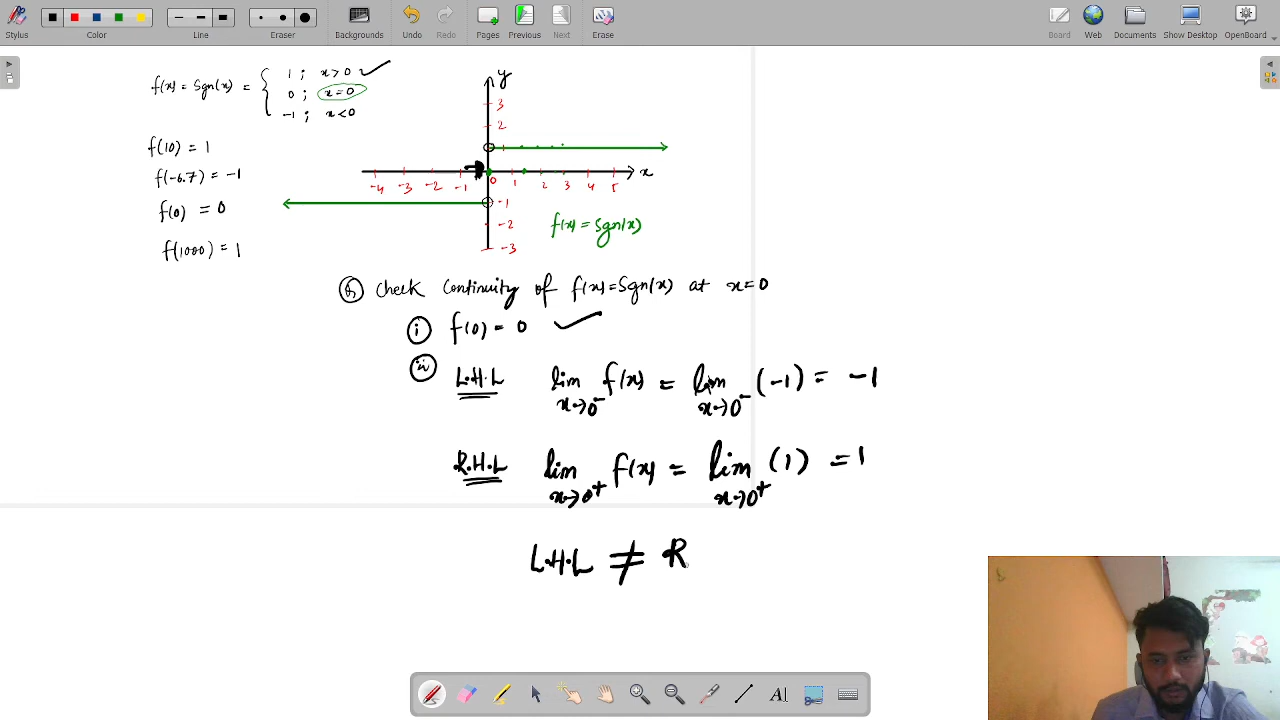 Stylus Color Line Eraser Backgrounds Undo Redo Pages Previous Next Erase Board Web Documents Show Desktop OpenBoard
f(x) = Sgn(x) = { 1 ; x>0 ✓
0 ; x=0
-1 ; x<0
f(10) = 1
f(-6.7) = -1
f(0) = 0
f(1000) = 1
y
3
2
1
-4 -3 -2 -1 0 1 2 3 4 5 x
-1
-2
-3
f(x) = Sgn(x)
Q Check Continuity of f(x)=Sgn(x) at x=0
i f(0) = 0 ✓
ii L.H.L lim x→0⁻ f(x) = lim x→0⁻ (-1) = -1
R.H.L lim x→0⁺ f(x) = lim x→0⁺ (1) = 1
L.H.L ≠ R